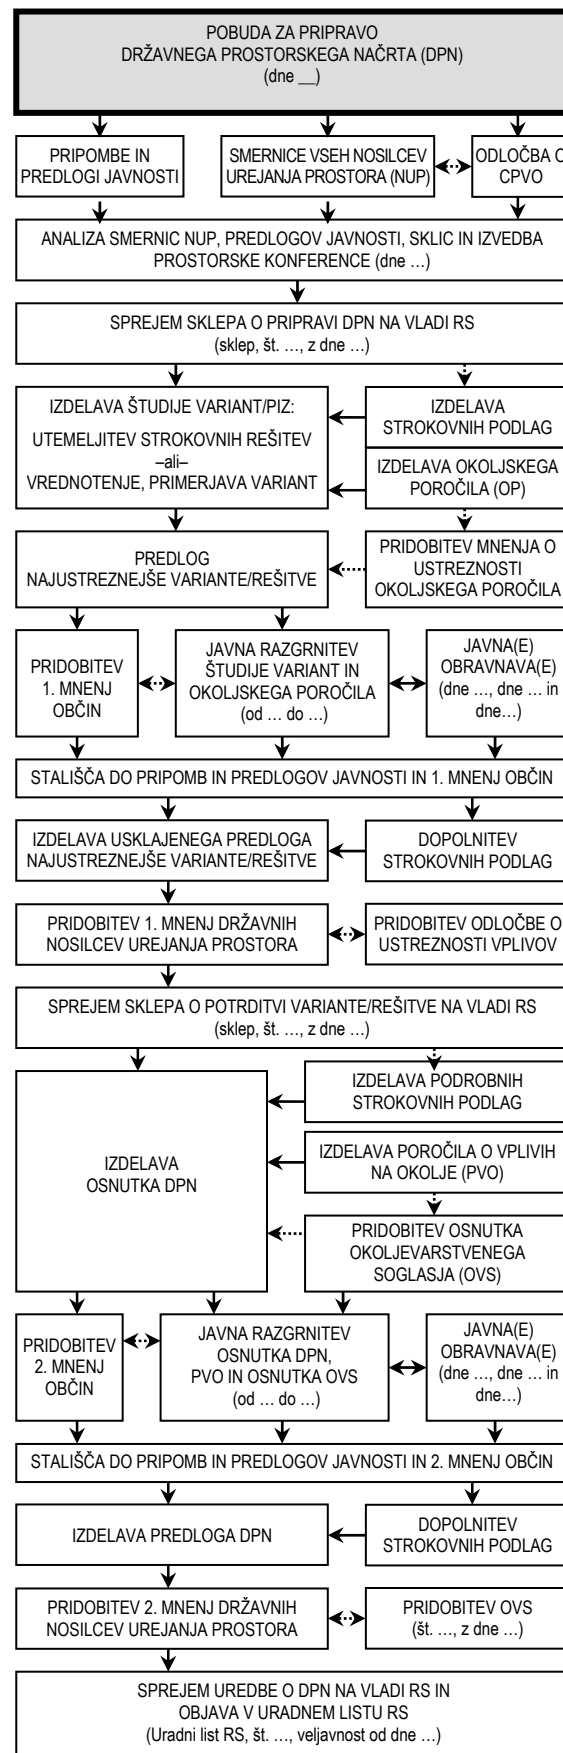 POBUDA ZA PRIPRAVO
DRŽAVNEGA PROSTORSKEGA NAČRTA (DPN)
(dne __)
PRIPOMBE IN
PREDLOGI JAVNOSTI
SMERNICE VSEH NOSILCEV
UREJANJA PROSTORA (NUP)
ODLOČBA O
CPVO
ANALIZA SMERNIC NUP, PREDLOGOV JAVNOSTI, SKLIC IN IZVEDBA
PROSTORSKE KONFERENCE (dne …)
SPREJEM SKLEPA O PRIPRAVI DPN NA VLADI RS
(sklep, št. …, z dne …)
IZDELAVA ŠTUDIJE VARIANT/PIZ:
UTEMELJITEV STROKOVNIH REŠITEV
–ali–
VREDNOTENJE, PRIMERJAVA VARIANT
IZDELAVA
STROKOVNIH PODLAG
IZDELAVA OKOLJSKEGA
POROČILA (OP)
PREDLOG
NAJUSTREZNEJŠE VARIANTE/REŠITVE
PRIDOBITEV MNENJA O
USTREZNOSTI
OKOLJSKEGA POROČILA
PRIDOBITEV
1. MNENJ
OBČIN
JAVNA RAZGRNITEV
ŠTUDIJE VARIANT IN
OKOLJSKEGA POROČILA
(od … do …)
JAVNA(E)
OBRAVNAVA(E)
(dne …, dne … in
dne…)
STALIŠČA DO PRIPOMB IN PREDLOGOV JAVNOSTI IN 1. MNENJ OBČIN
IZDELAVA USKLAJENEGA PREDLOGA
NAJUSTREZNEJŠE VARIANTE/REŠITVE
DOPOLNITEV
STROKOVNIH PODLAG
PRIDOBITEV 1. MNENJ DRŽAVNIH
NOSILCEV UREJANJA PROSTORA
PRIDOBITEV ODLOČBE O
USTREZNOSTI VPLIVOV
SPREJEM SKLEPA O POTRDITVI VARIANTE/REŠITVE NA VLADI RS
(sklep, št. …, z dne …)
IZDELAVA
OSNUTKA DPN
IZDELAVA PODROBNIH
STROKOVNIH PODLAG
IZDELAVA POROČILA O VPLIVIH
NA OKOLJE (PVO)
PRIDOBITEV OSNUTKA
OKOLJEVARSTVENEGA
SOGLASJA (OVS)
PRIDOBITEV
2. MNENJ
OBČIN
JAVNA RAZGRNITEV
OSNUTKA DPN,
PVO IN OSNUTKA OVS
(od … do …)
JAVNA(E)
OBRAVNAVA(E)
(dne …, dne … in
dne…)
STALIŠČA DO PRIPOMB IN PREDLOGOV JAVNOSTI IN 2. MNENJ OBČIN
IZDELAVA PREDLOGA DPN
DOPOLNITEV
STROKOVNIH PODLAG
PRIDOBITEV 2. MNENJ DRŽAVNIH
NOSILCEV UREJANJA PROSTORA
PRIDOBITEV OVS
(št. …, z dne …)
SPREJEM UREDBE O DPN NA VLADI RS IN
OBJAVA V URADNEM LISTU RS
(Uradni list RS, št. …, veljavnost od dne …)